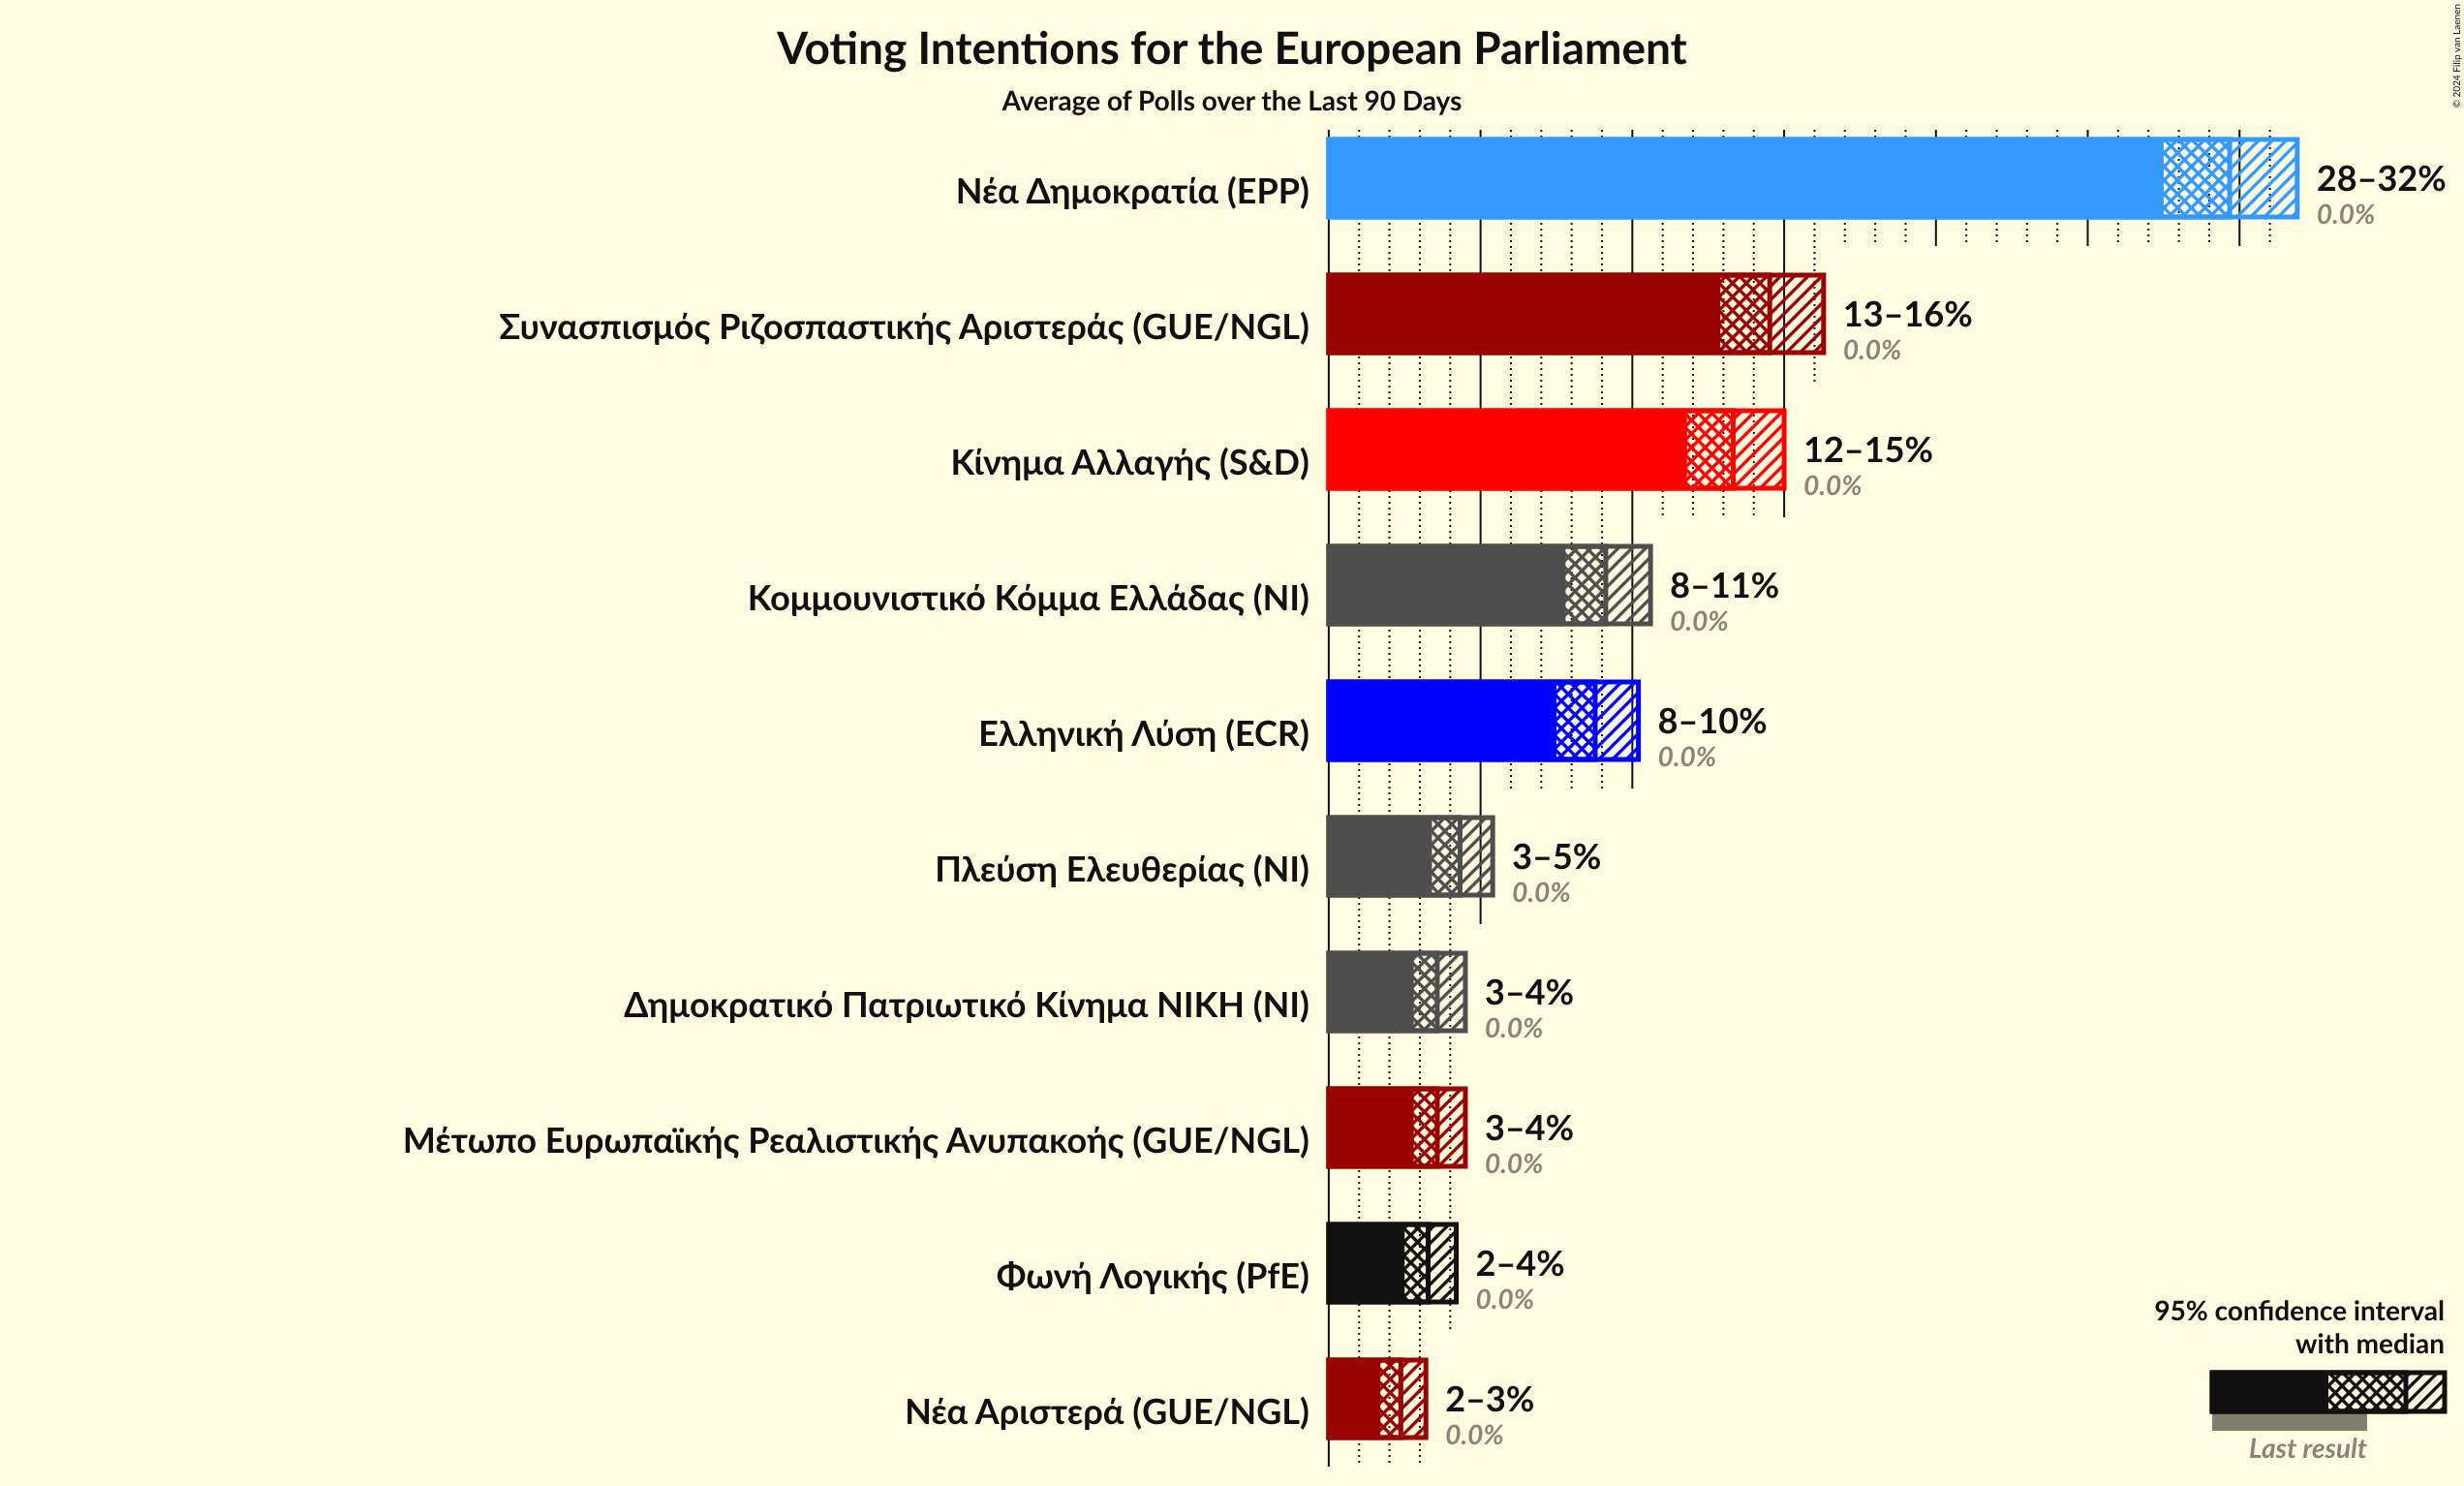 Voting Intentions for the European Parliament
Average of Polls over the Last 90 Days
© 2024 Filip van Laenen
Νέα Δημοκρατία (EPP)
28–32%
0.0%
Συνασπισμός Ριζοσπαστικής Αριστεράς (GUE/NGL)
13–16%
0.0%
Κίνημα Αλλαγής (S&D)
12–15%
0.0%
Κομμουνιστικό Κόμμα Ελλάδας (NI)
8–11%
0.0%
Ελληνική Λύση (ECR)
8–10%
0.0%
Πλεύση Ελευθερίας (NI)
3–5%
0.0%
Δημοκρατικό Πατριωτικό Κίνημα ΝΙΚΗ (NI)
3–4%
0.0%
Μέτωπο Ευρωπαϊκής Ρεαλιστικής Ανυπακοής (GUE/NGL)
3–4%
0.0%
Φωνή Λογικής (PfE)
2–4%
0.0%
Νέα Αριστερά (GUE/NGL)
2–3%
0.0%
95% confidence interval
with median
Last result